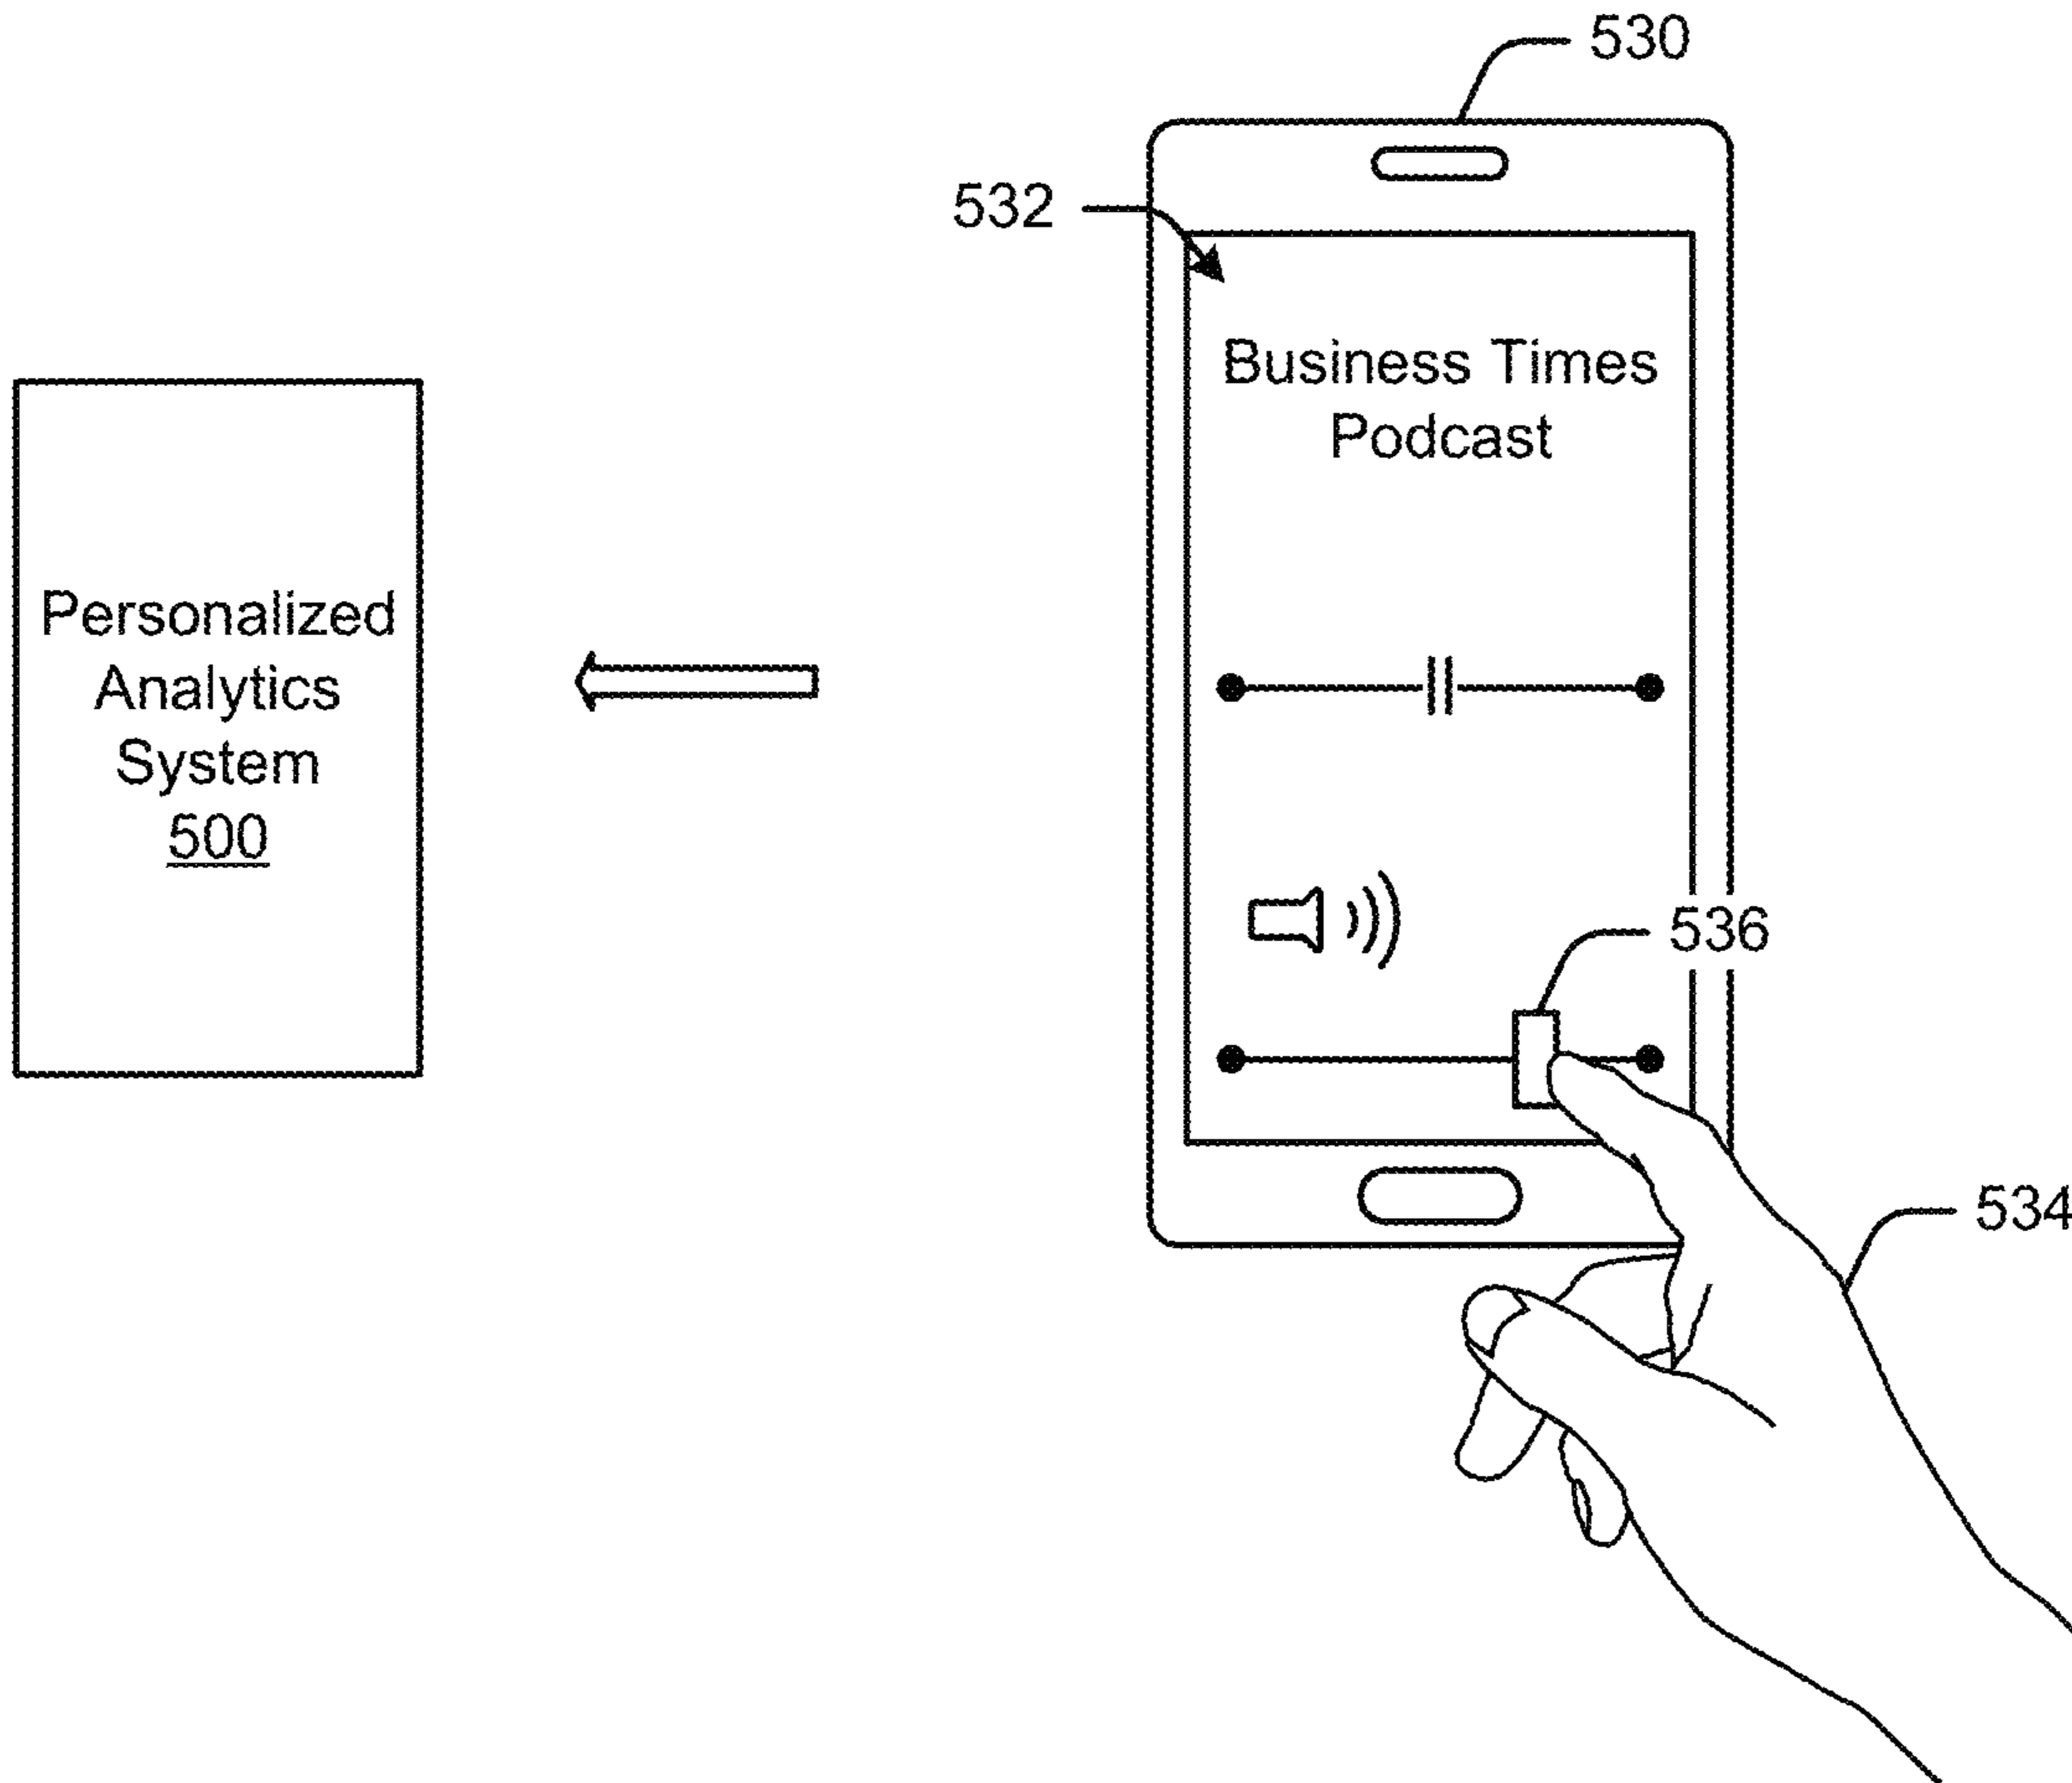 530
532
Business Times
Podcast
Personalized
Analytics
System
500
536
534